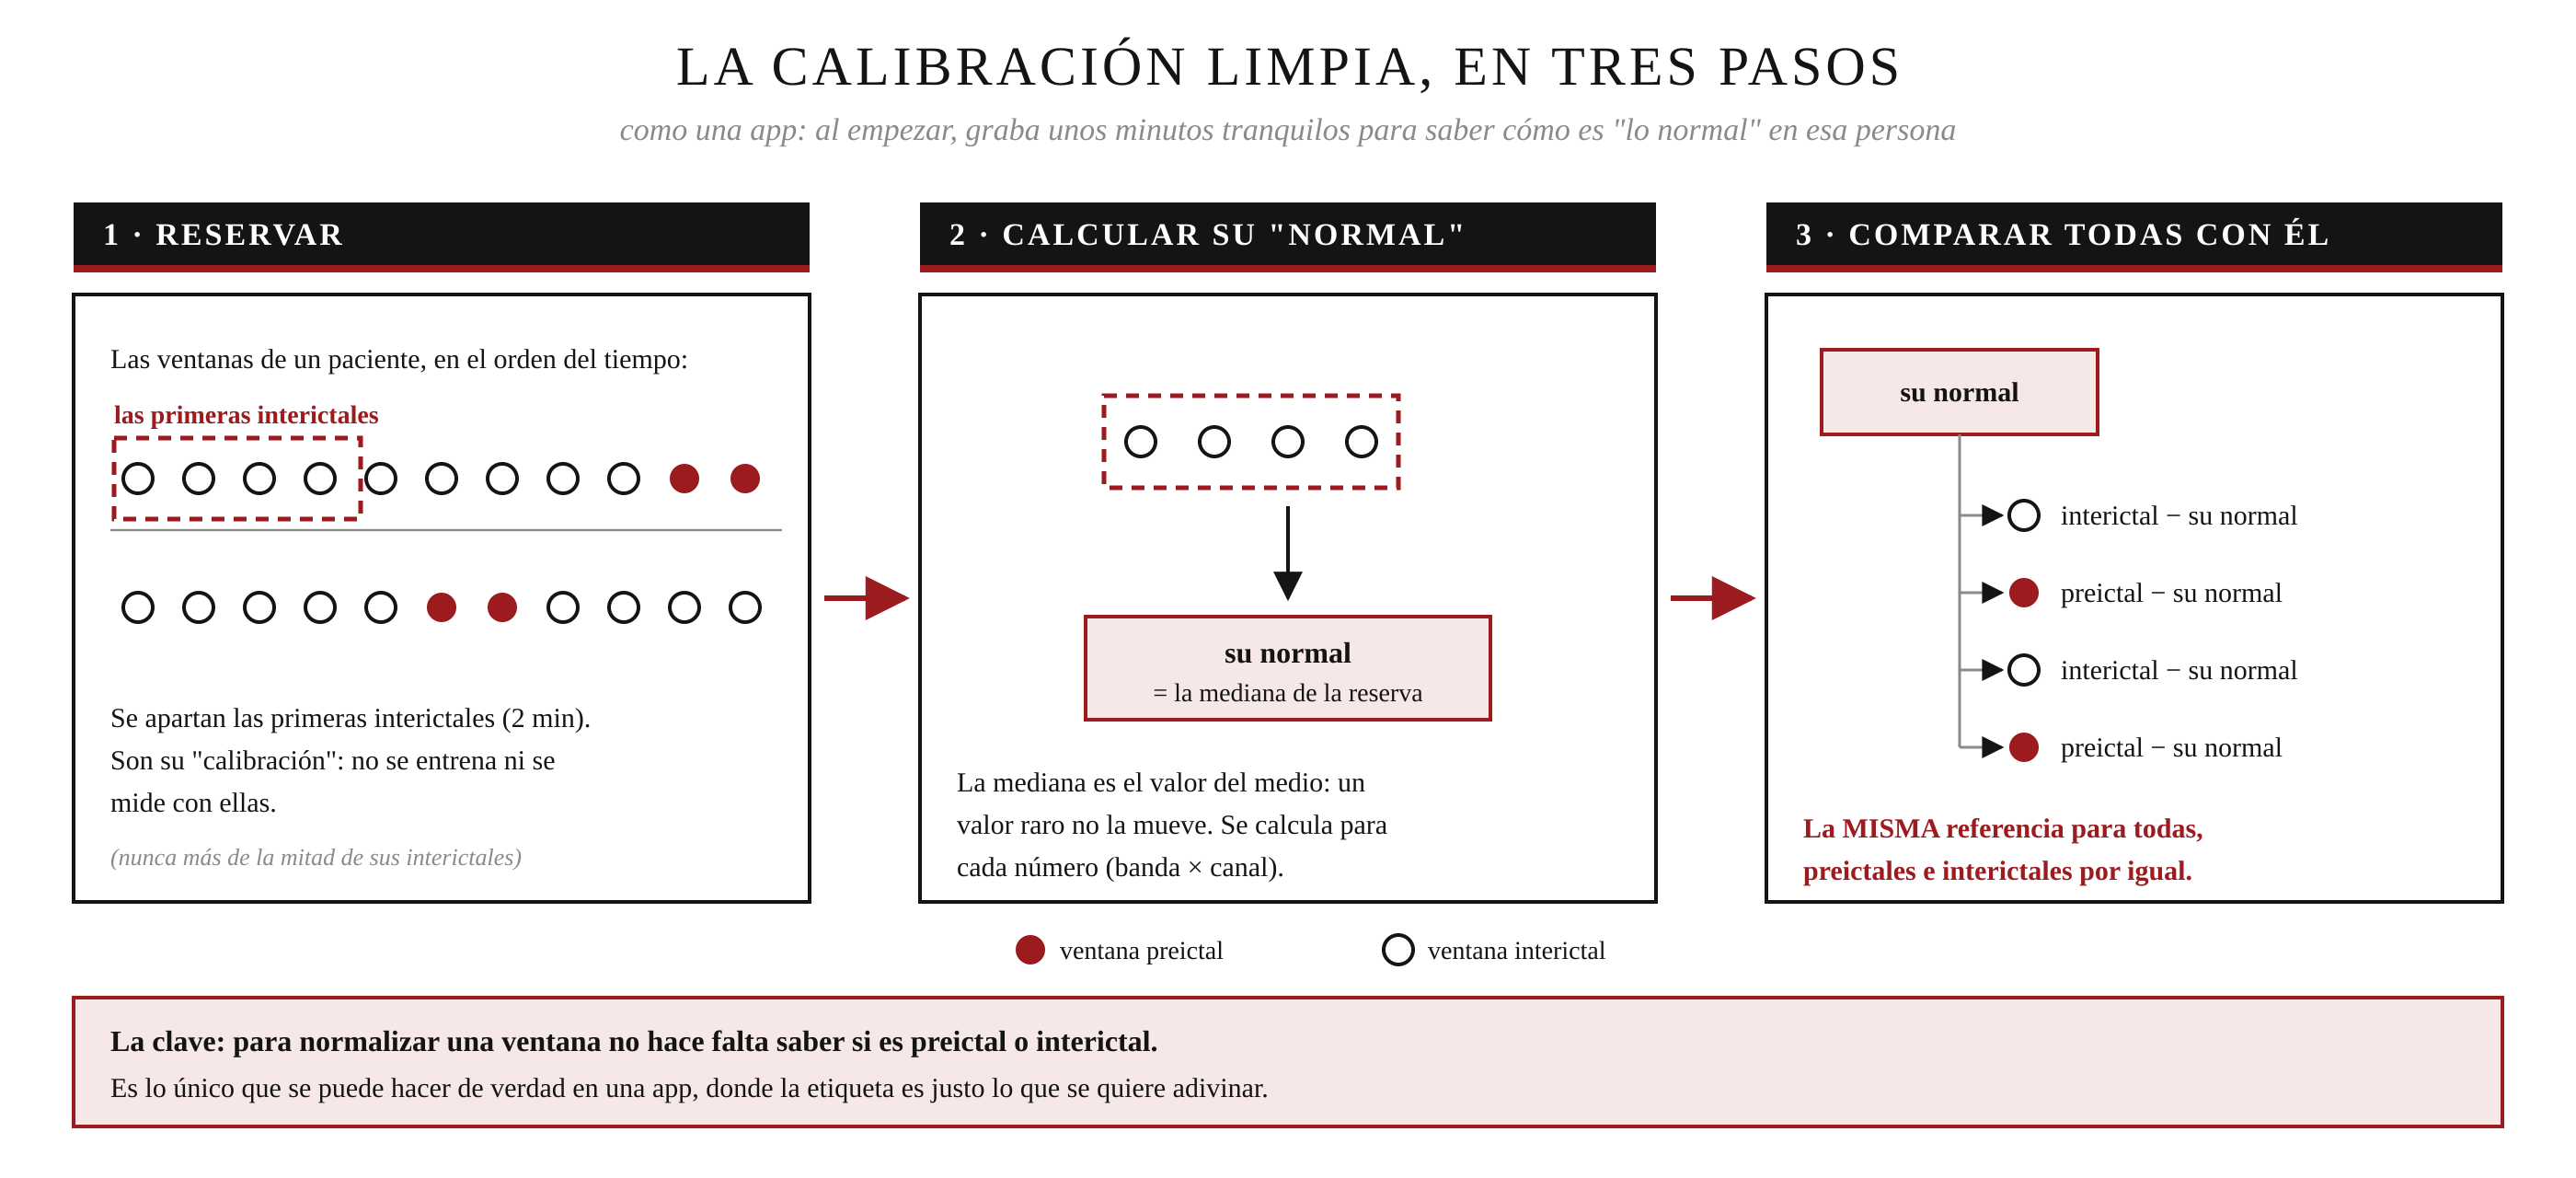 LA CALIBRACIÓN LIMPIA, EN TRES PASOS
como una app: al empezar, graba unos minutos tranquilos para saber cómo es "lo normal" en esa persona
1 · RESERVAR
Las ventanas de un paciente, en el orden del tiempo:
las primeras interictales
Se apartan las primeras interictales (2 min).
Son su "calibración": no se entrena ni se
mide con ellas.
(nunca más de la mitad de sus interictales)
2 · CALCULAR SU "NORMAL"
su normal
= la mediana de la reserva
La mediana es el valor del medio: un
valor raro no la mueve. Se calcula para
cada número (banda × canal).
3 · COMPARAR TODAS CON ÉL
su normal
interictal − su normal
preictal − su normal
interictal − su normal
preictal − su normal
La MISMA referencia para todas,
preictales e interictales por igual.
ventana preictal
ventana interictal
La clave: para normalizar una ventana no hace falta saber si es preictal o interictal.
Es lo único que se puede hacer de verdad en una app, donde la etiqueta es justo lo que se quiere adivinar.